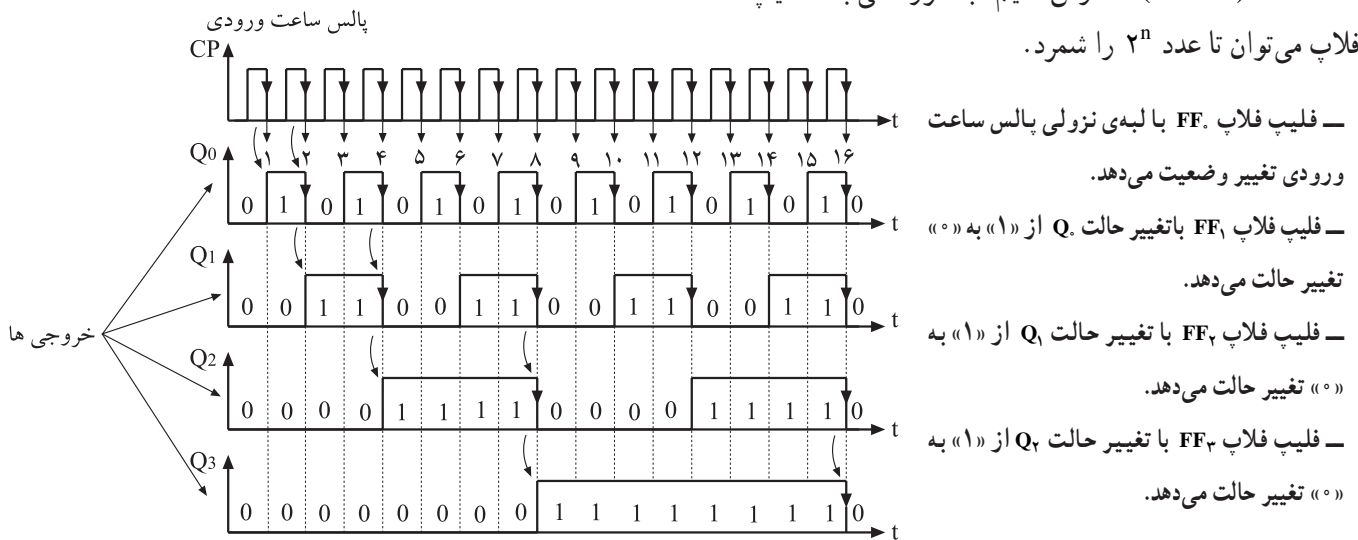 فلاپ می‌توان تا عدد ۲ⁿ را شمرد.
ــ فلیپ فلاپ FF۰ با لبه‌ی نزولی پالس ساعت
ورودی تغییر وضعیت می‌دهد.
ــ فلیپ فلاپ FF۱ باتغییر حالت Q۰ از «۱» به «۰»
تغییر حالت می‌دهد.
ــ فلیپ فلاپ FF۲ با تغییر حالت Q۱ از «۱» به
«۰» تغییر حالت می‌دهد.
ــ فلیپ فلاپ FF۳ با تغییر حالت Q۲ از «۱» به
«۰» تغییر حالت می‌دهد.
پالس ساعت ورودی
CP
t
۱ ۲ ۳ ۴ ۵ ۶ ۷ ۸ ۹ ۱۰ ۱۱ ۱۲ ۱۳ ۱۴ ۱۵ ۱۶
Q0
0 1 0 1 0 1 0 1 0 1 0 1 0 1 0 1 0
t
Q1
0 0 1 1 0 0 1 1 0 0 1 1 0 0 1 1 0
t
خروجی ها
Q2
0 0 0 0 1 1 1 1 0 0 0 0 1 1 1 1 0
t
Q3
0 0 0 0 0 0 0 0 1 1 1 1 1 1 1 1 0
t